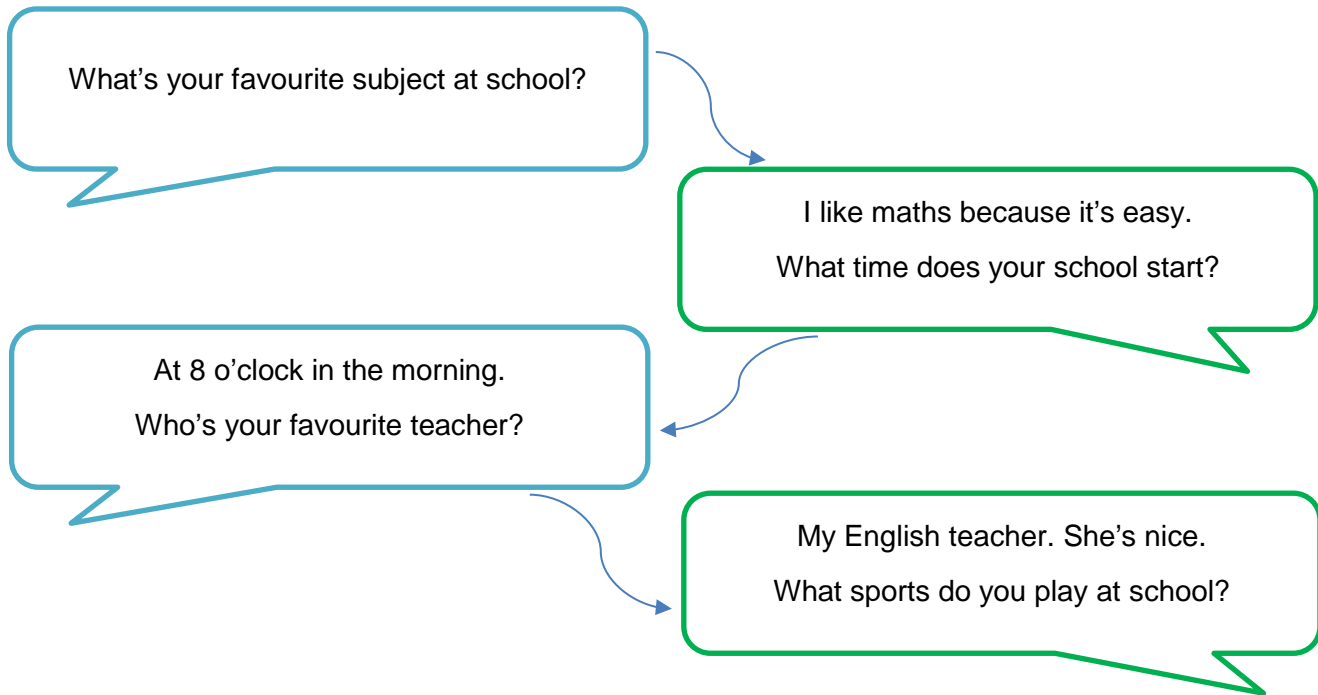 What’s your favourite subject at school?
I like maths because it’s easy.
What time does your school start?
At 8 o’clock in the morning.
Who’s your favourite teacher?
My English teacher. She’s nice.
What sports do you play at school?